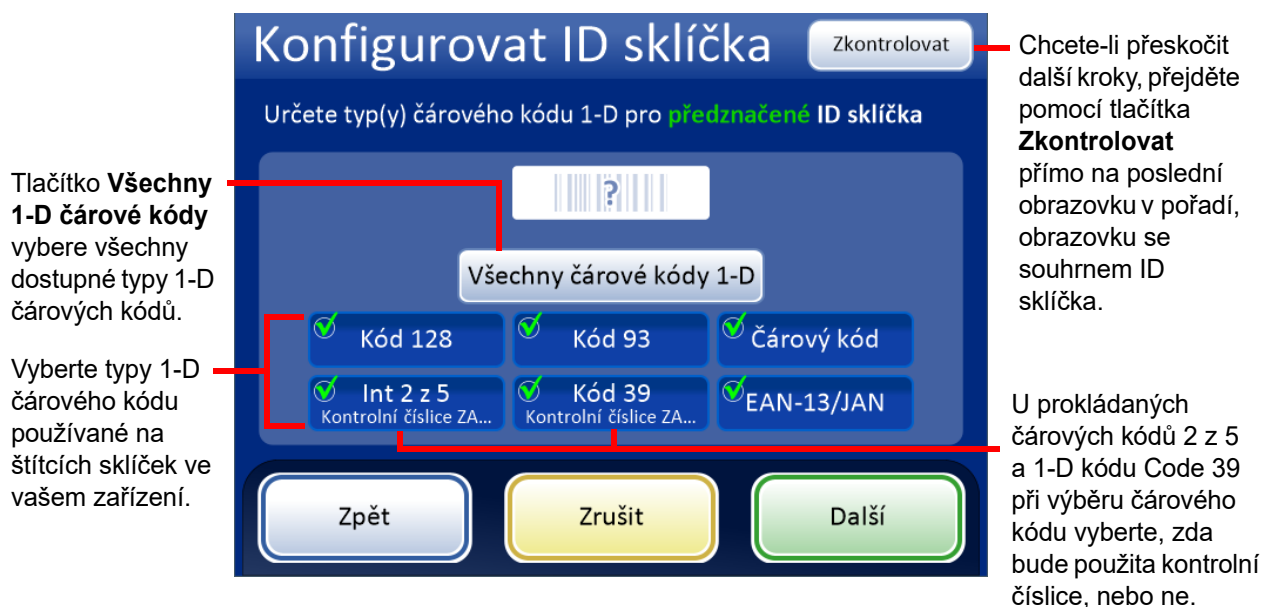 Konfigurovat ID sklíčka
Zkontrolovat
Určete typ(y) čárového kódu 1-D pro předznačené ID sklíčka
?
Všechny čárové kódy 1-D
Kód 128
Kód 93
Čárový kód
Int 2 z 5
Kontrolní číslice ZA...
Kód 39
Kontrolní číslice ZA...
EAN-13/JAN
Zpět
Zrušit
Další
Tlačítko Všechny
1-D čárové kódy
vybere všechny
dostupné typy 1-D
čárových kódů.
Vyberte typy 1-D
čárového kódu
používané na
štítcích sklíček ve
vašem zařízení.
Chcete-li přeskočit
další kroky, přejděte
pomocí tlačítka
Zkontrolovat
přímo na poslední
obrazovku v pořadí,
obrazovku se
souhrnem ID
sklíčka.
U prokládaných
čárových kódů 2 z 5
a 1-D kódu Code 39
při výběru čárového
kódu vyberte, zda
bude použita kontrolní
číslice, nebo ne.